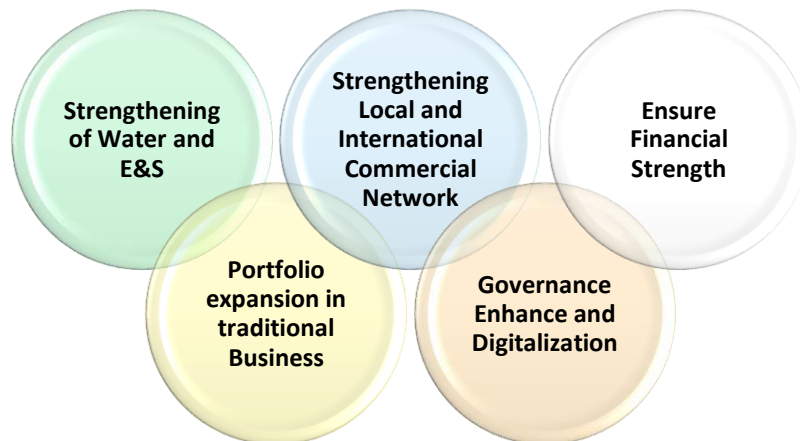 Strengthening
of Water and
E&S
Strengthening
Local and
International
Commercial
Network
Ensure
Financial
Strength
Portfolio
expansion in
traditional
Business
Governance
Enhance and
Digitalization